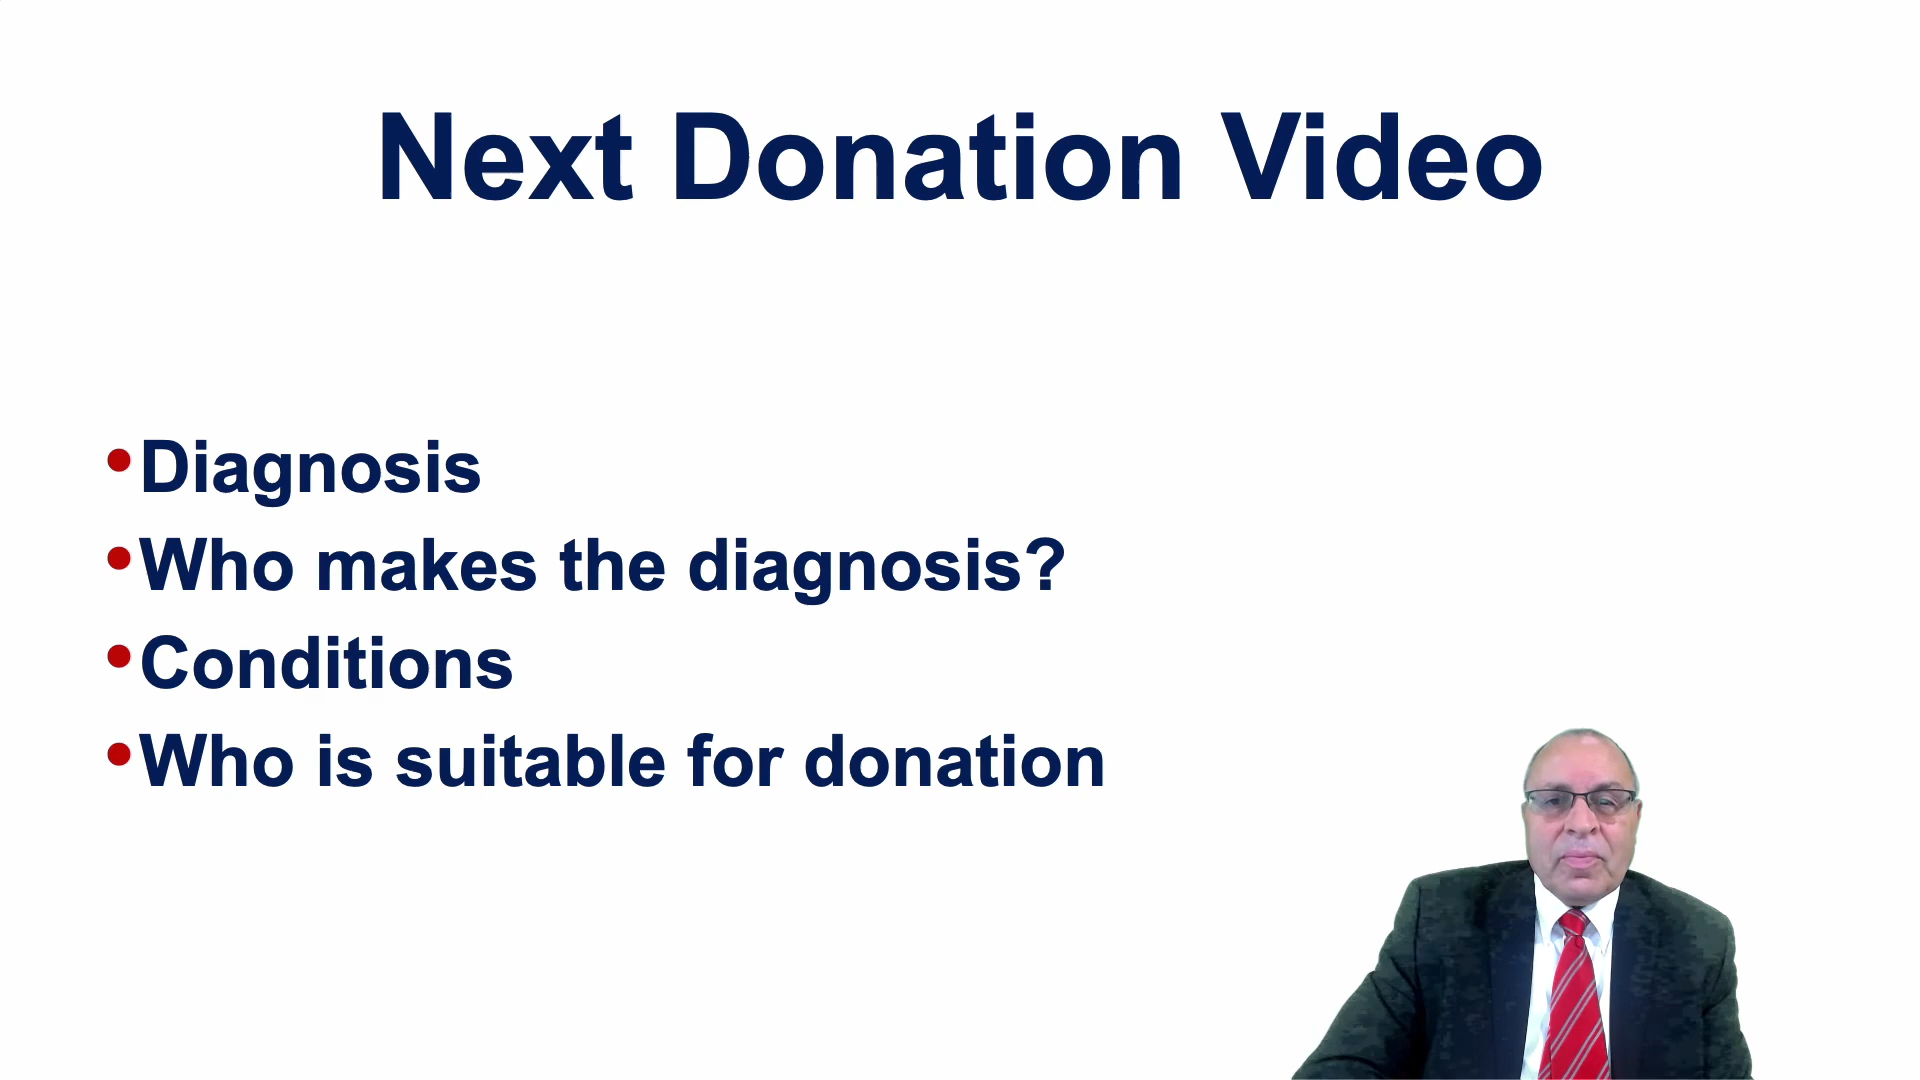 Next Donation Video
•Diagnosis
•Who makes the diagnosis?
•Conditions
•Who is suitable for donation